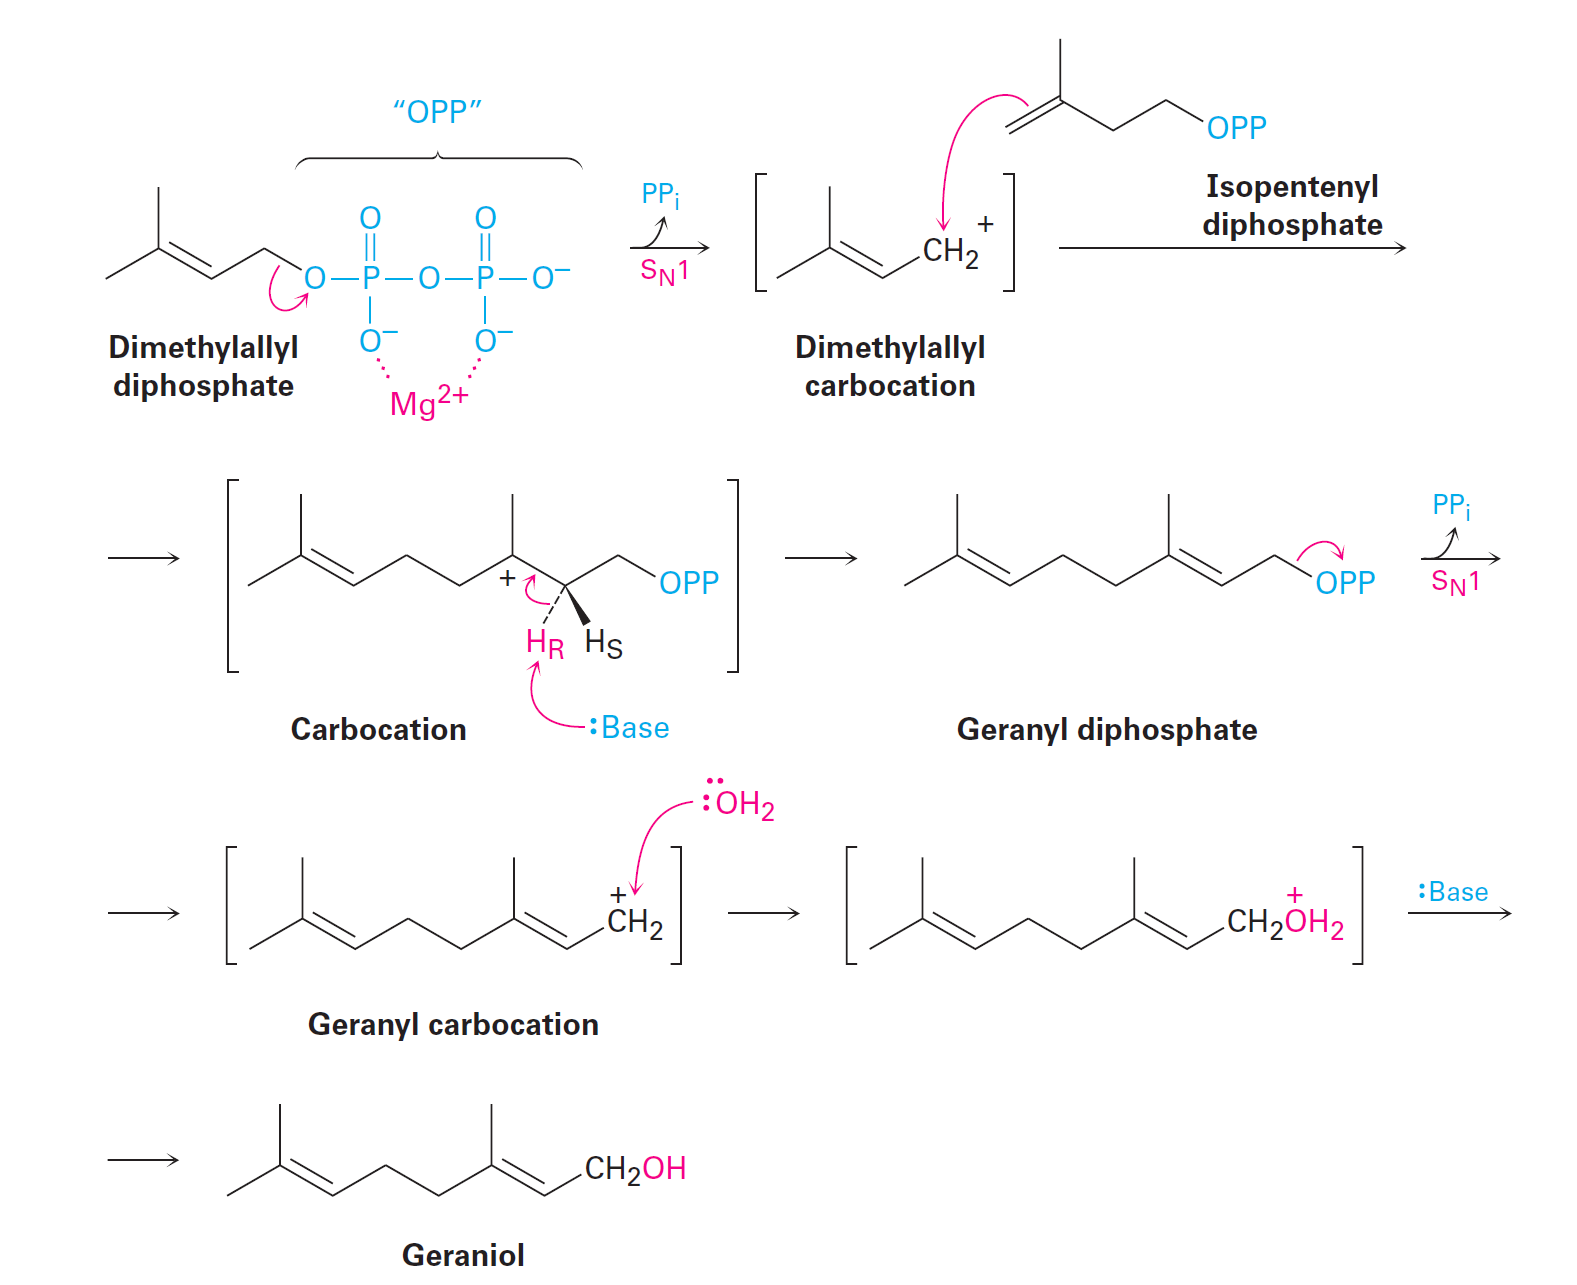 “OPP”
OPP
Isopentenyl
diphosphate
PPi
SN1
O O
O—P—O—P—O−
O− O−
Mg2+
CH2+
Dimethylallyl
diphosphate
Dimethylallyl
carbocation
+
OPP
HR HS
:Base
Carbocation
OPP
Geranyl diphosphate
PPi
SN1
:OH2
+
CH2
Geranyl carbocation
+
CH2OH2
:Base
CH2OH
Geraniol